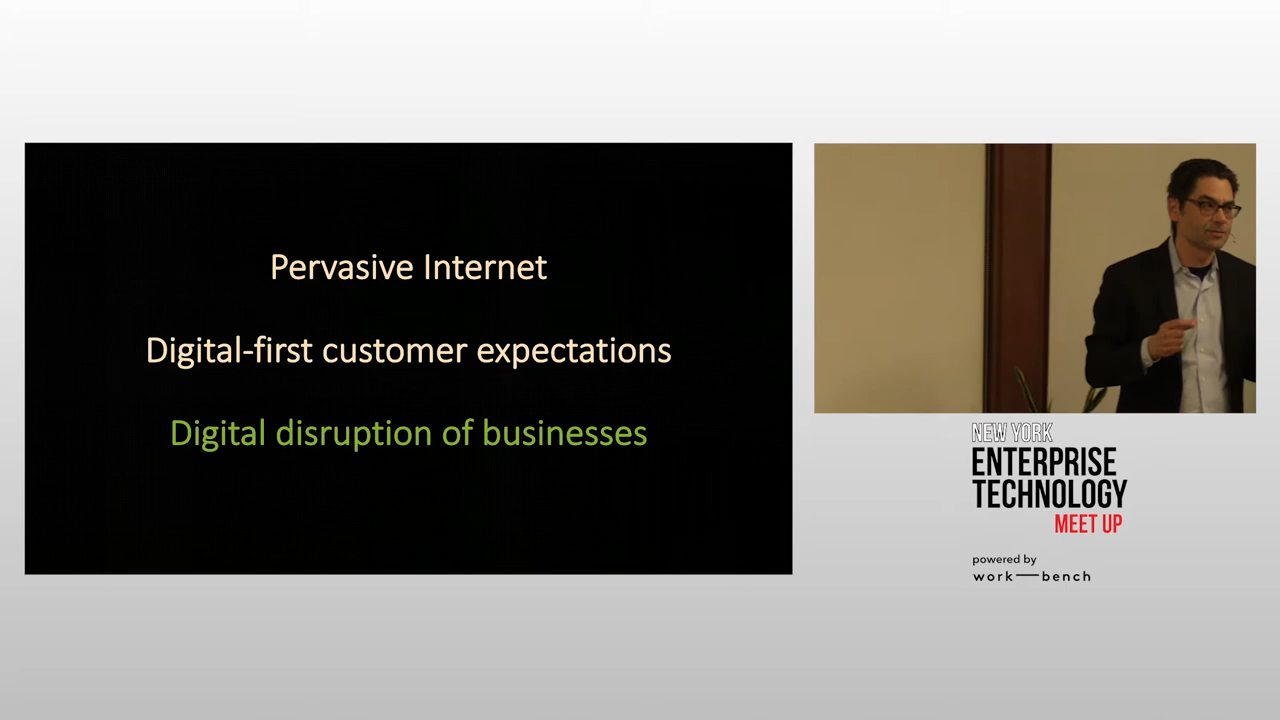 Pervasive Internet
Digital-first customer expectations
Digital disruption of businesses
NEW YORK
ENTERPRISE
TECHNOLOGY
MEET UP
powered by
work—bench